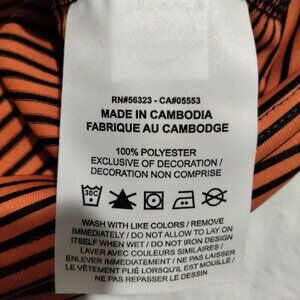 RN#56323 - CA#05553
MADE IN CAMBODIA
FABRIQUE AU CAMBODGE
100% POLYESTER
EXCLUSIVE OF DECORATION /
DECORATION NON COMPRISE
30C
WASH WITH LIKE COLORS / REMOVE
IMMEDIATELY / DO NOT ALLOW TO LAY ON
ITSELF WHEN WET / DO NOT IRON DESIGN
LAVER AVEC COULEURS SIMILAIRES /
ENLEVER IMMEDIATEMENT / NE PAS LAISSER
LE VÊTEMENT PLIÉ LORSQU'IL EST MOUILLÉ /
NE PAS REPASSER LE DESSIN